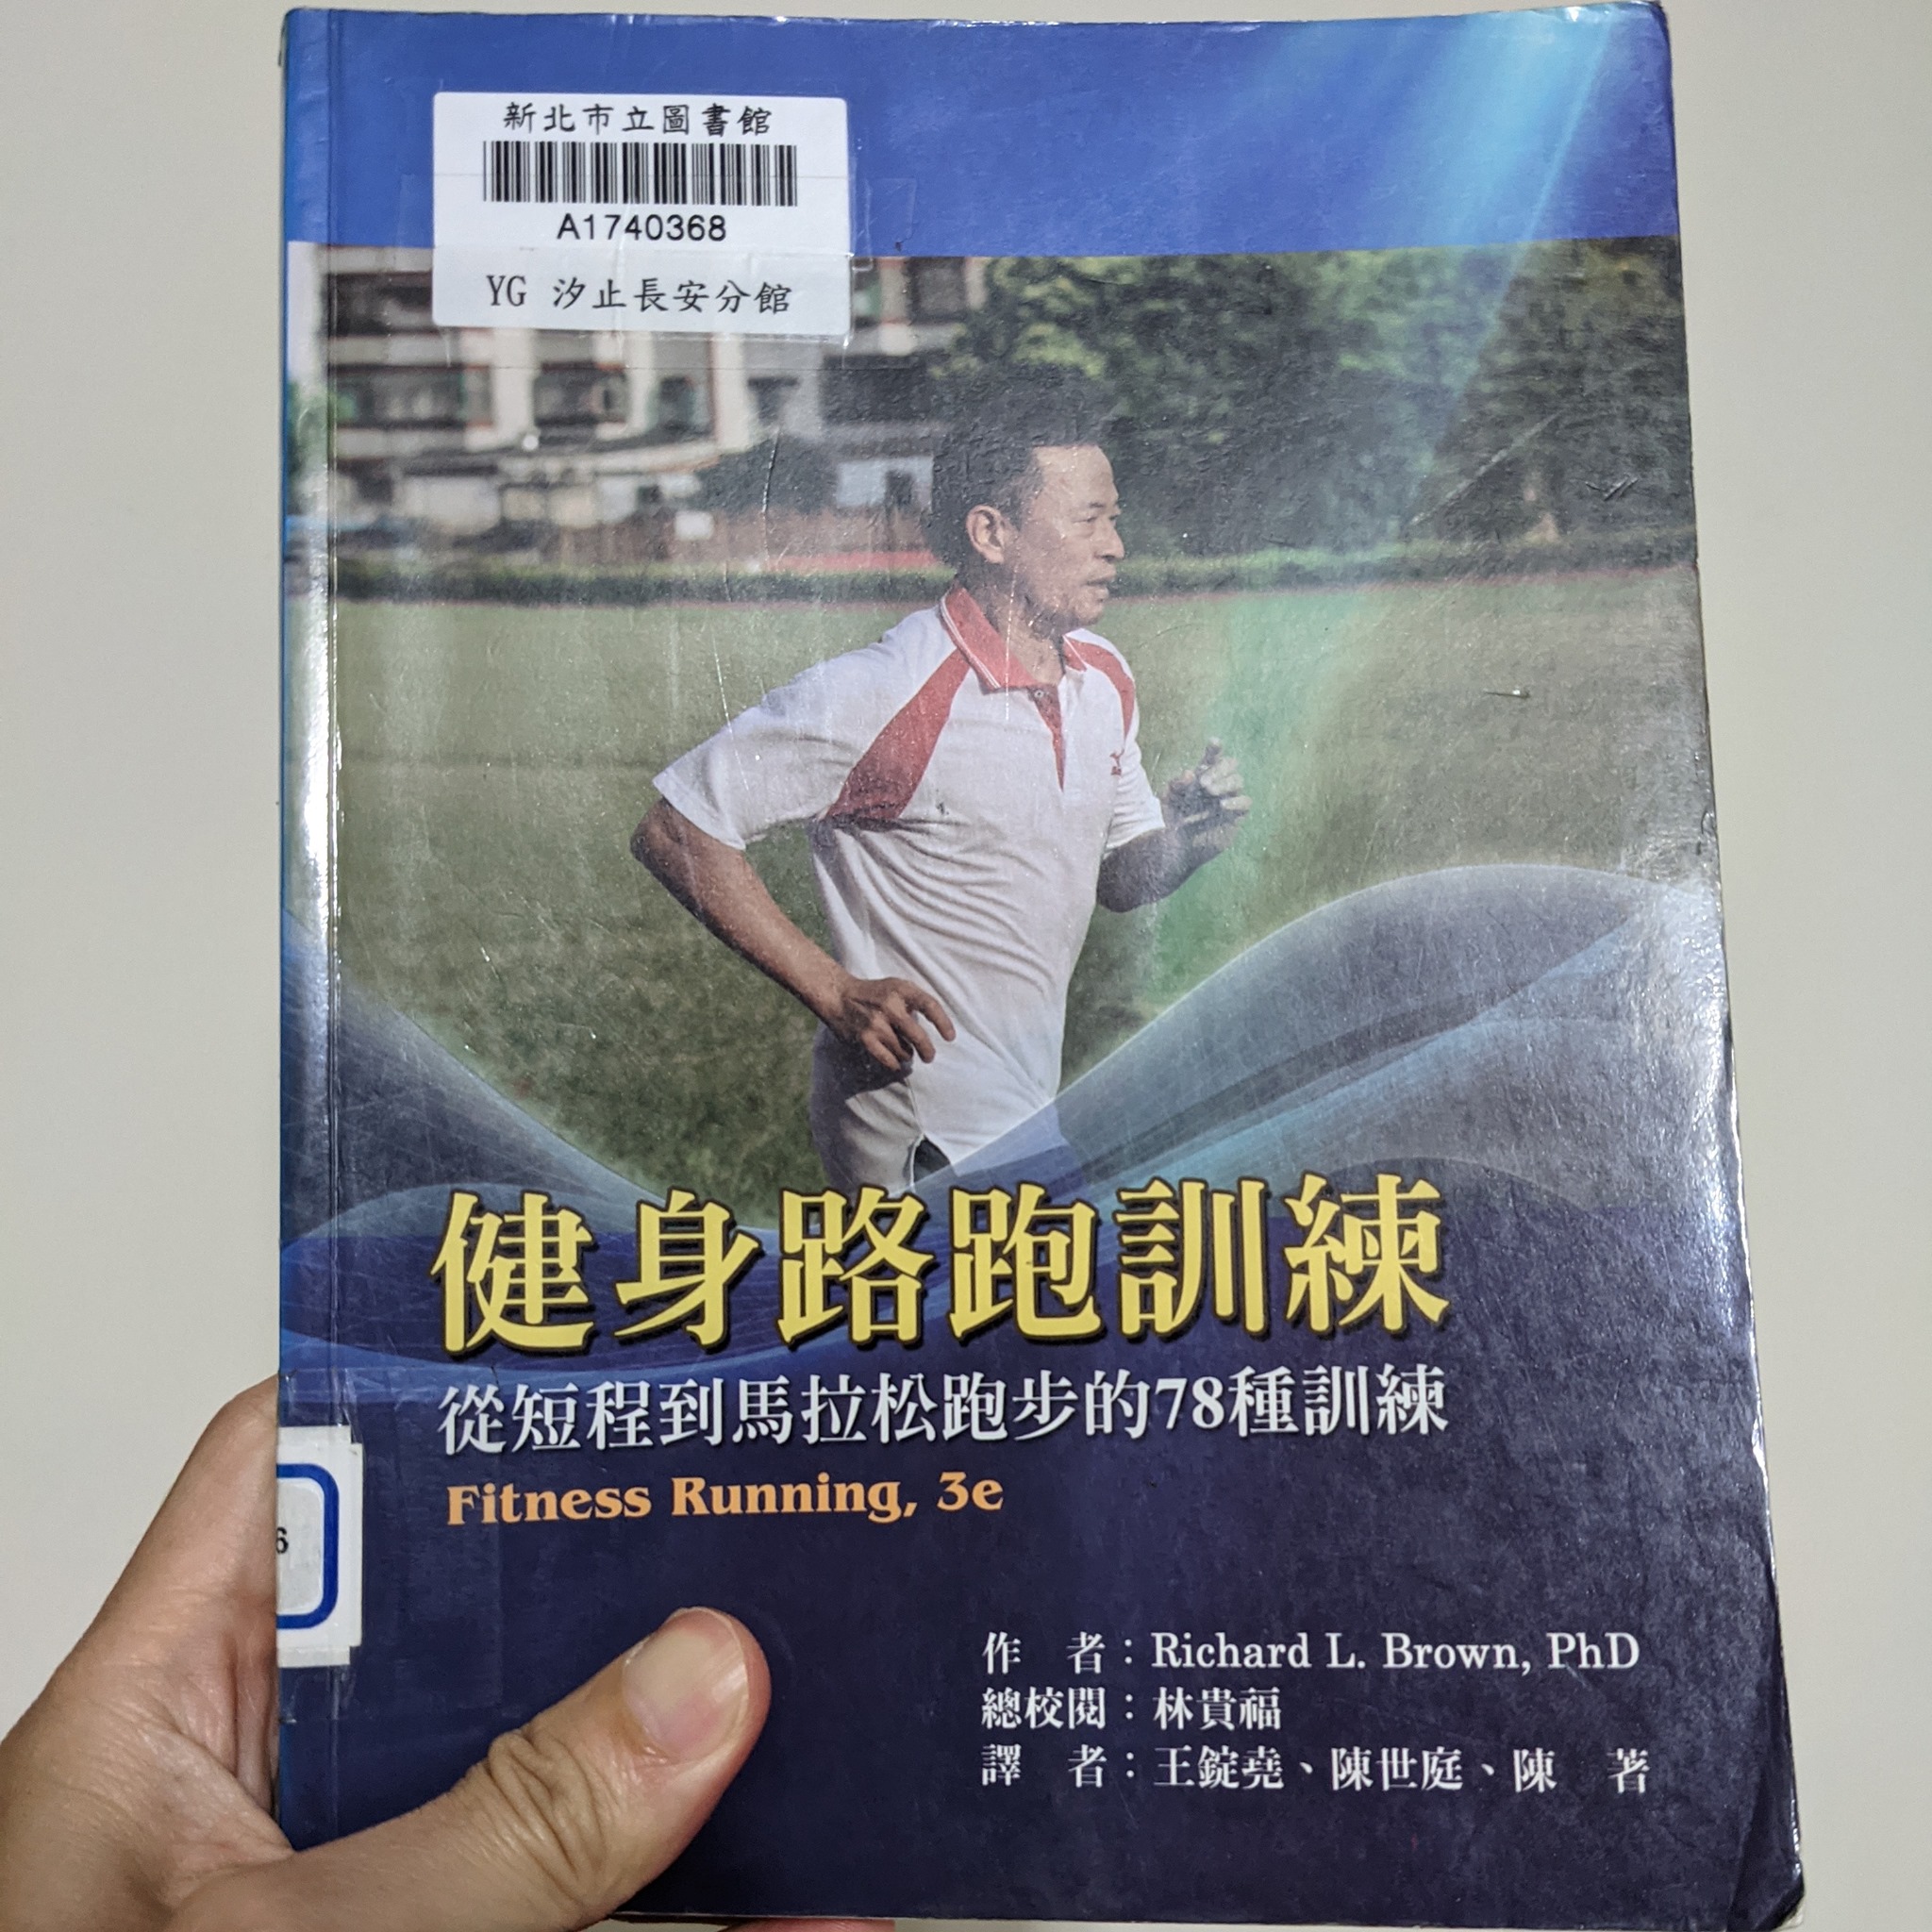 新北市立圖書館
A1740368
YG 汐止長安分館
健身路跑訓練
從短程到馬拉松跑步的78種訓練
Fitness Running, 3e
6
作　者：Richard L. Brown, PhD
總校閱：林貴福
譯　者：王錠堯、陳世庭、陳　著